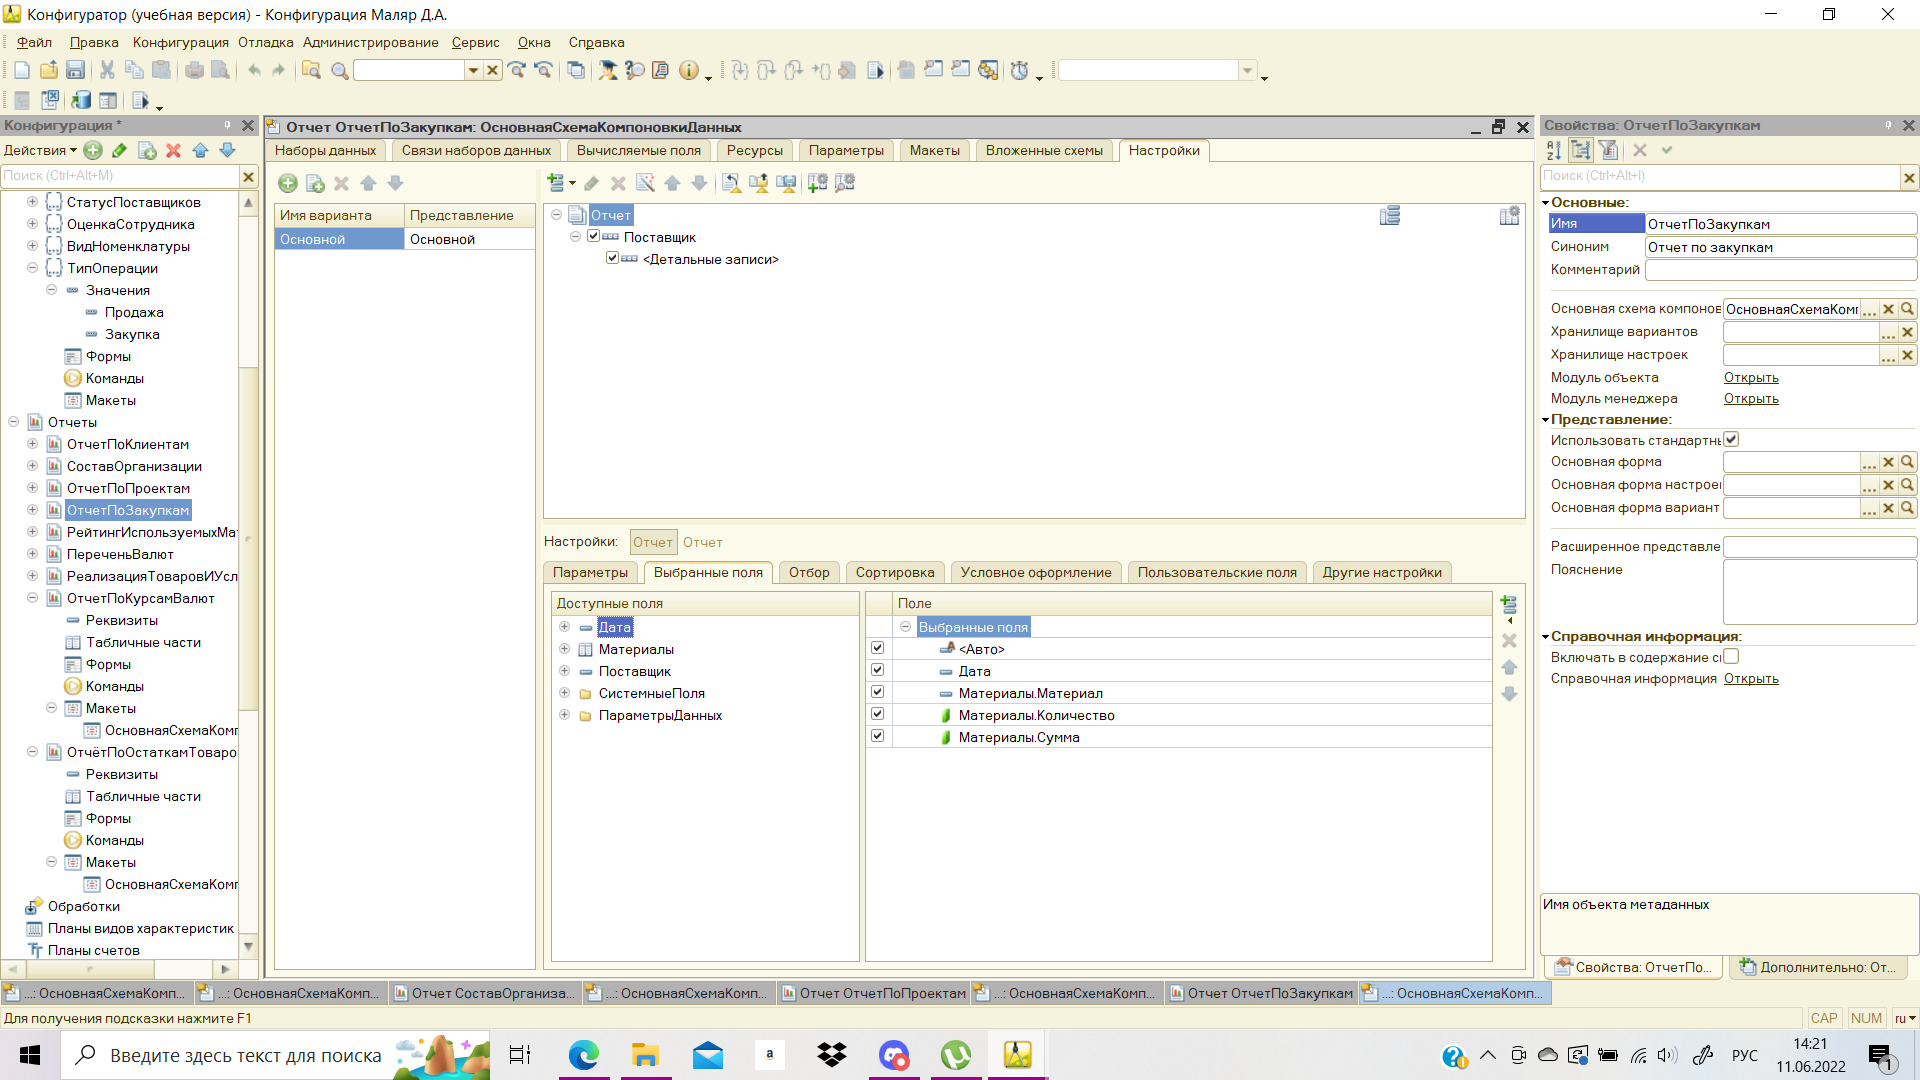 Конфигуратор (учебная версия) - Конфигурация Маляр Д.А.
Файл Правка Конфигурация Отладка Администрирование Сервис Окна Справка
Конфигурация *
Действия
Поиск (Ctrl+Alt+M)
СтатусПоставщиков
ОценкаСотрудника
ВидНоменклатуры
ТипОперации
Значения
Продажа
Закупка
Формы
Команды
Макеты
Отчеты
ОтчетПоКлиентам
СоставОрганизации
ОтчетПоПроектам
ОтчетПоЗакупкам
РейтингИспользуемыхМат
ПереченьВалют
РеализацияТоваровИУсл
ОтчетПоКурсамВалют
Реквизиты
Табличные части
Формы
Команды
Макеты
ОсновнаяСхемаКомп
ОтчётПоОстаткамТоваро
Реквизиты
Табличные части
Формы
Команды
Макеты
ОсновнаяСхемаКомп
Обработки
Планы видов характеристик
Планы счетов
Отчет ОтчетПоЗакупкам: ОсновнаяСхемаКомпоновкиДанных
Наборы данных Связи наборов данных Вычисляемые поля Ресурсы Параметры Макеты Вложенные схемы Настройки
Имя варианта Представление
Основной Основной
Отчет
Поставщик
<Детальные записи>
Настройки: Отчет Отчет
Параметры Выбранные поля Отбор Сортировка Условное оформление Пользовательские поля Другие настройки
Доступные поля
Дата
Материалы
Поставщик
СистемныеПоля
ПараметрыДанных
Поле
Выбранные поля
<Авто>
Дата
Материалы.Материал
Материалы.Количество
Материалы.Сумма
Свойства: ОтчетПоЗакупкам
Поиск (Ctrl+Alt+I)
Основные:
Имя ОтчетПоЗакупкам
Синоним Отчет по закупкам
Комментарий
Основная схема компонов ОсновнаяСхемаКомп ...
Хранилище вариантов ...
Хранилище настроек ...
Модуль объекта Открыть
Модуль менеджера Открыть
Представление:
Использовать стандартны
Основная форма ...
Основная форма настроек ...
Основная форма вариант ...
Расширенное представле
Пояснение
Справочная информация:
Включать в содержание с
Справочная информация Открыть
Имя объекта метаданных
Свойства: ОтчетПо... Дополнительно: От...
...: ОсновнаяСхемаКомп... ...: ОсновнаяСхемаКомп... Отчет СоставОрганиза... ...: ОсновнаяСхемаКомп... Отчет ОтчетПоПроектам ...: ОсновнаяСхемаКомп... Отчет ОтчетПоЗакупкам ...: ОсновнаяСхемаКомп...
Для получения подсказки нажмите F1
CAP NUM ru
Введите здесь текст для поиска
a
РУС
14:21
11.06.2022
1